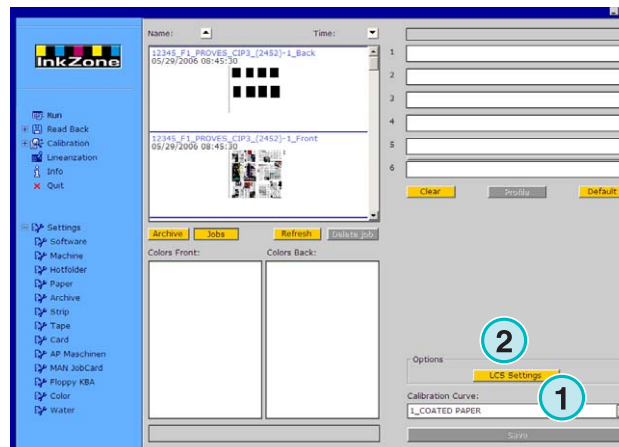 InkZone
Run
Read Back
Calibration
Linearization
Info
Quit
Settings
Software
Machine
Hotfolder
Paper
Archive
Strip
Tape
Card
AP Maschinen
MAN JobCard
Floppy KBA
Color
Water
Name: Time:
12345_F1_PROVES_CIP3_(2452)-1_Back
05/29/2006 08:45:30
12345_F1_PROVES_CIP3_(2452)-1_Front
05/29/2006 08:45:30
Archive Jobs Refresh Delete job
Colors Front: Colors Back:
1
2
3
4
5
6
Clear Profile Default
2
Options
LCS Settings
1
Calibration Curve:
1_COATED PAPER
Save